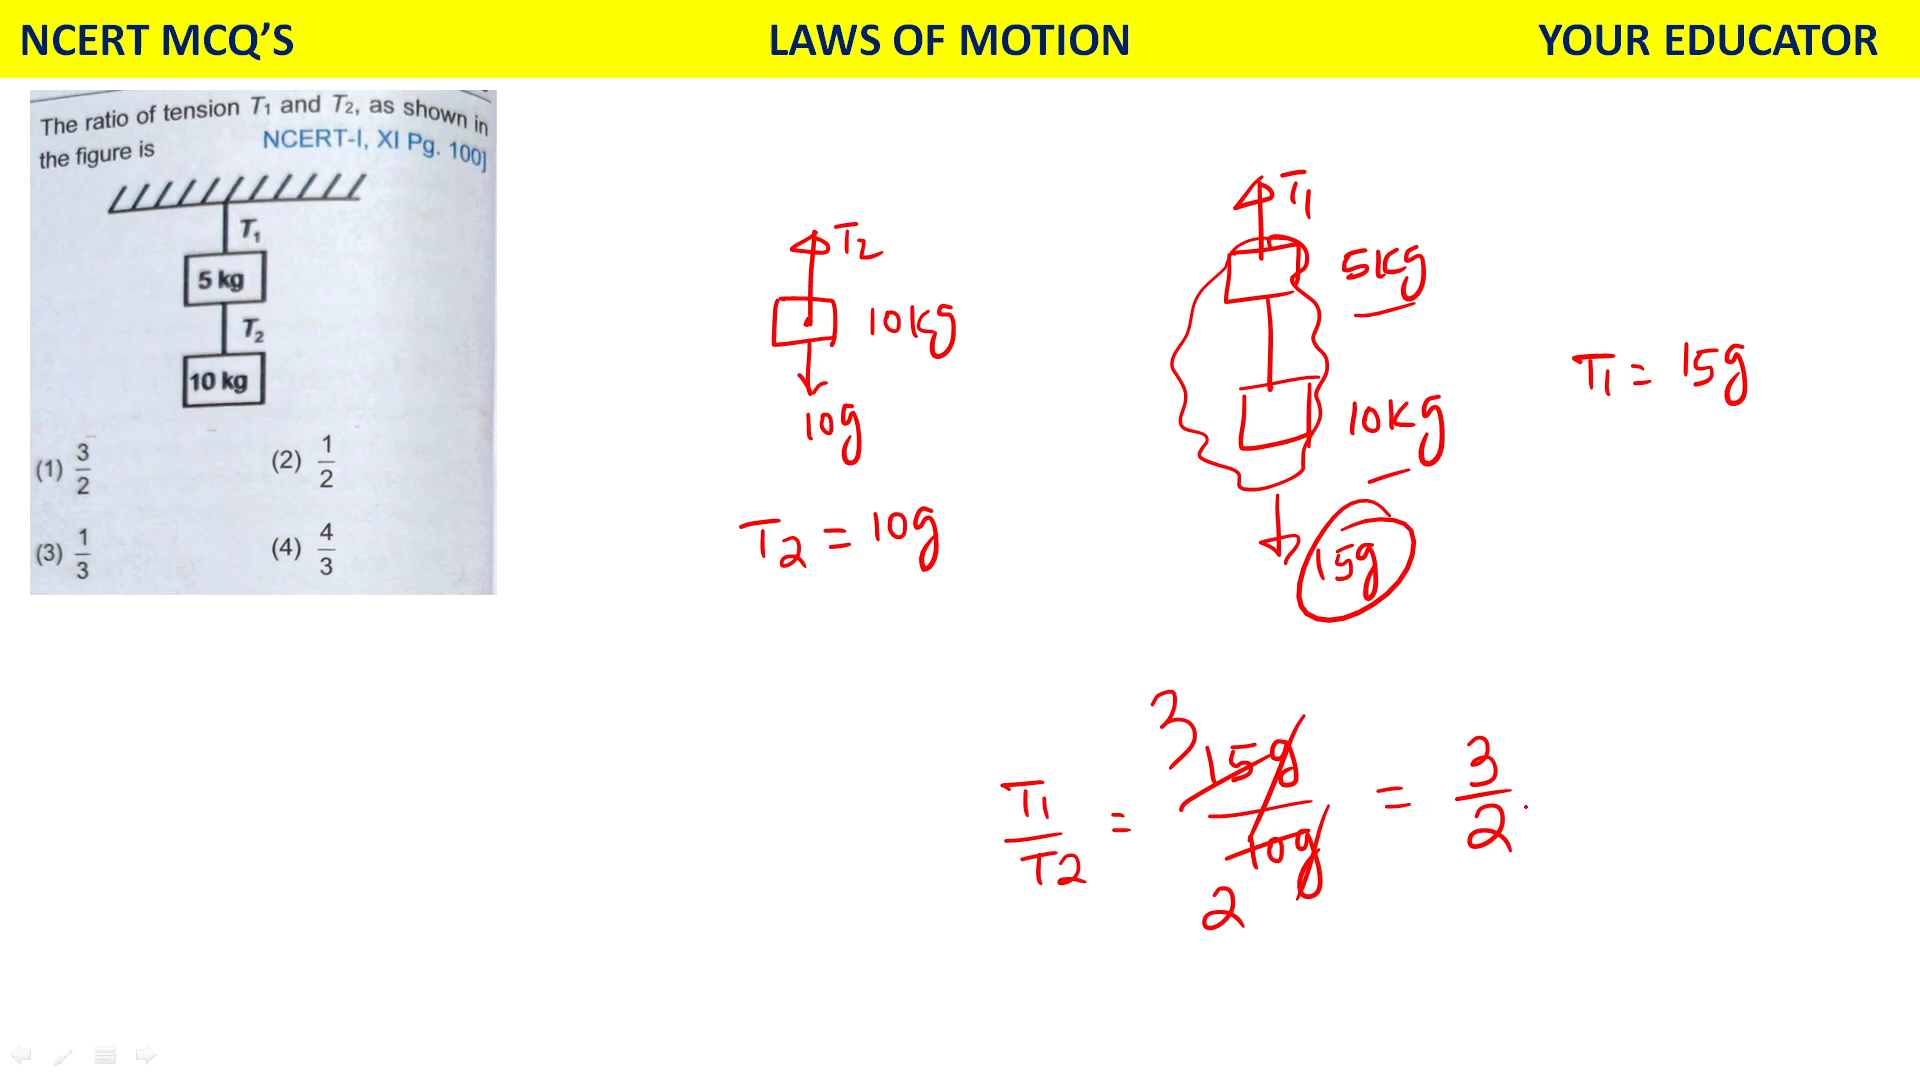 NCERT MCQ'S
LAWS OF MOTION
YOUR EDUCATOR
The ratio of tension T1 and T2, as shown in
the figure is NCERT-I, XI Pg. 100]
T1
5 kg
T2
10 kg
(1) 3/2 (2) 1/2
(3) 1/3 (4) 4/3
T2
10kg
10g
T2 = 10g
T1
5kg
10kg
15g
T1 = 15g
T1/T2 = 15g/10g = 3/2
3
2